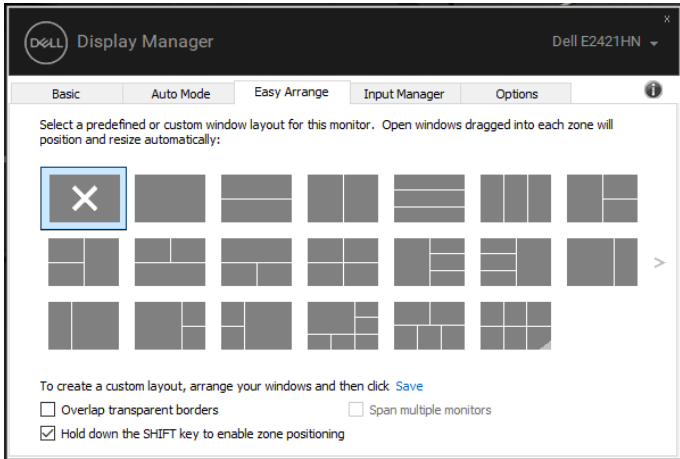 x
DELL Display Manager
Dell E2421HN
Basic Auto Mode Easy Arrange Input Manager Options
Select a predefined or custom window layout for this monitor. Open windows dragged into each zone will
position and resize automatically:
>
To create a custom layout, arrange your windows and then click Save
Overlap transparent borders
Span multiple monitors
Hold down the SHIFT key to enable zone positioning